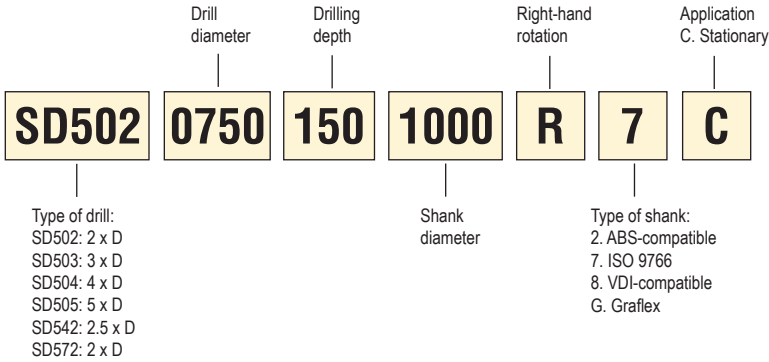 Drill
diameter
Drilling
depth
Right-hand
rotation
Application
C. Stationary
SD502 0750 150 1000 R 7 C
Type of drill:
SD502: 2 x D
SD503: 3 x D
SD504: 4 x D
SD505: 5 x D
SD542: 2.5 x D
SD572: 2 x D
Shank
diameter
Type of shank:
2. ABS-compatible
7. ISO 9766
8. VDI-compatible
G. Graflex